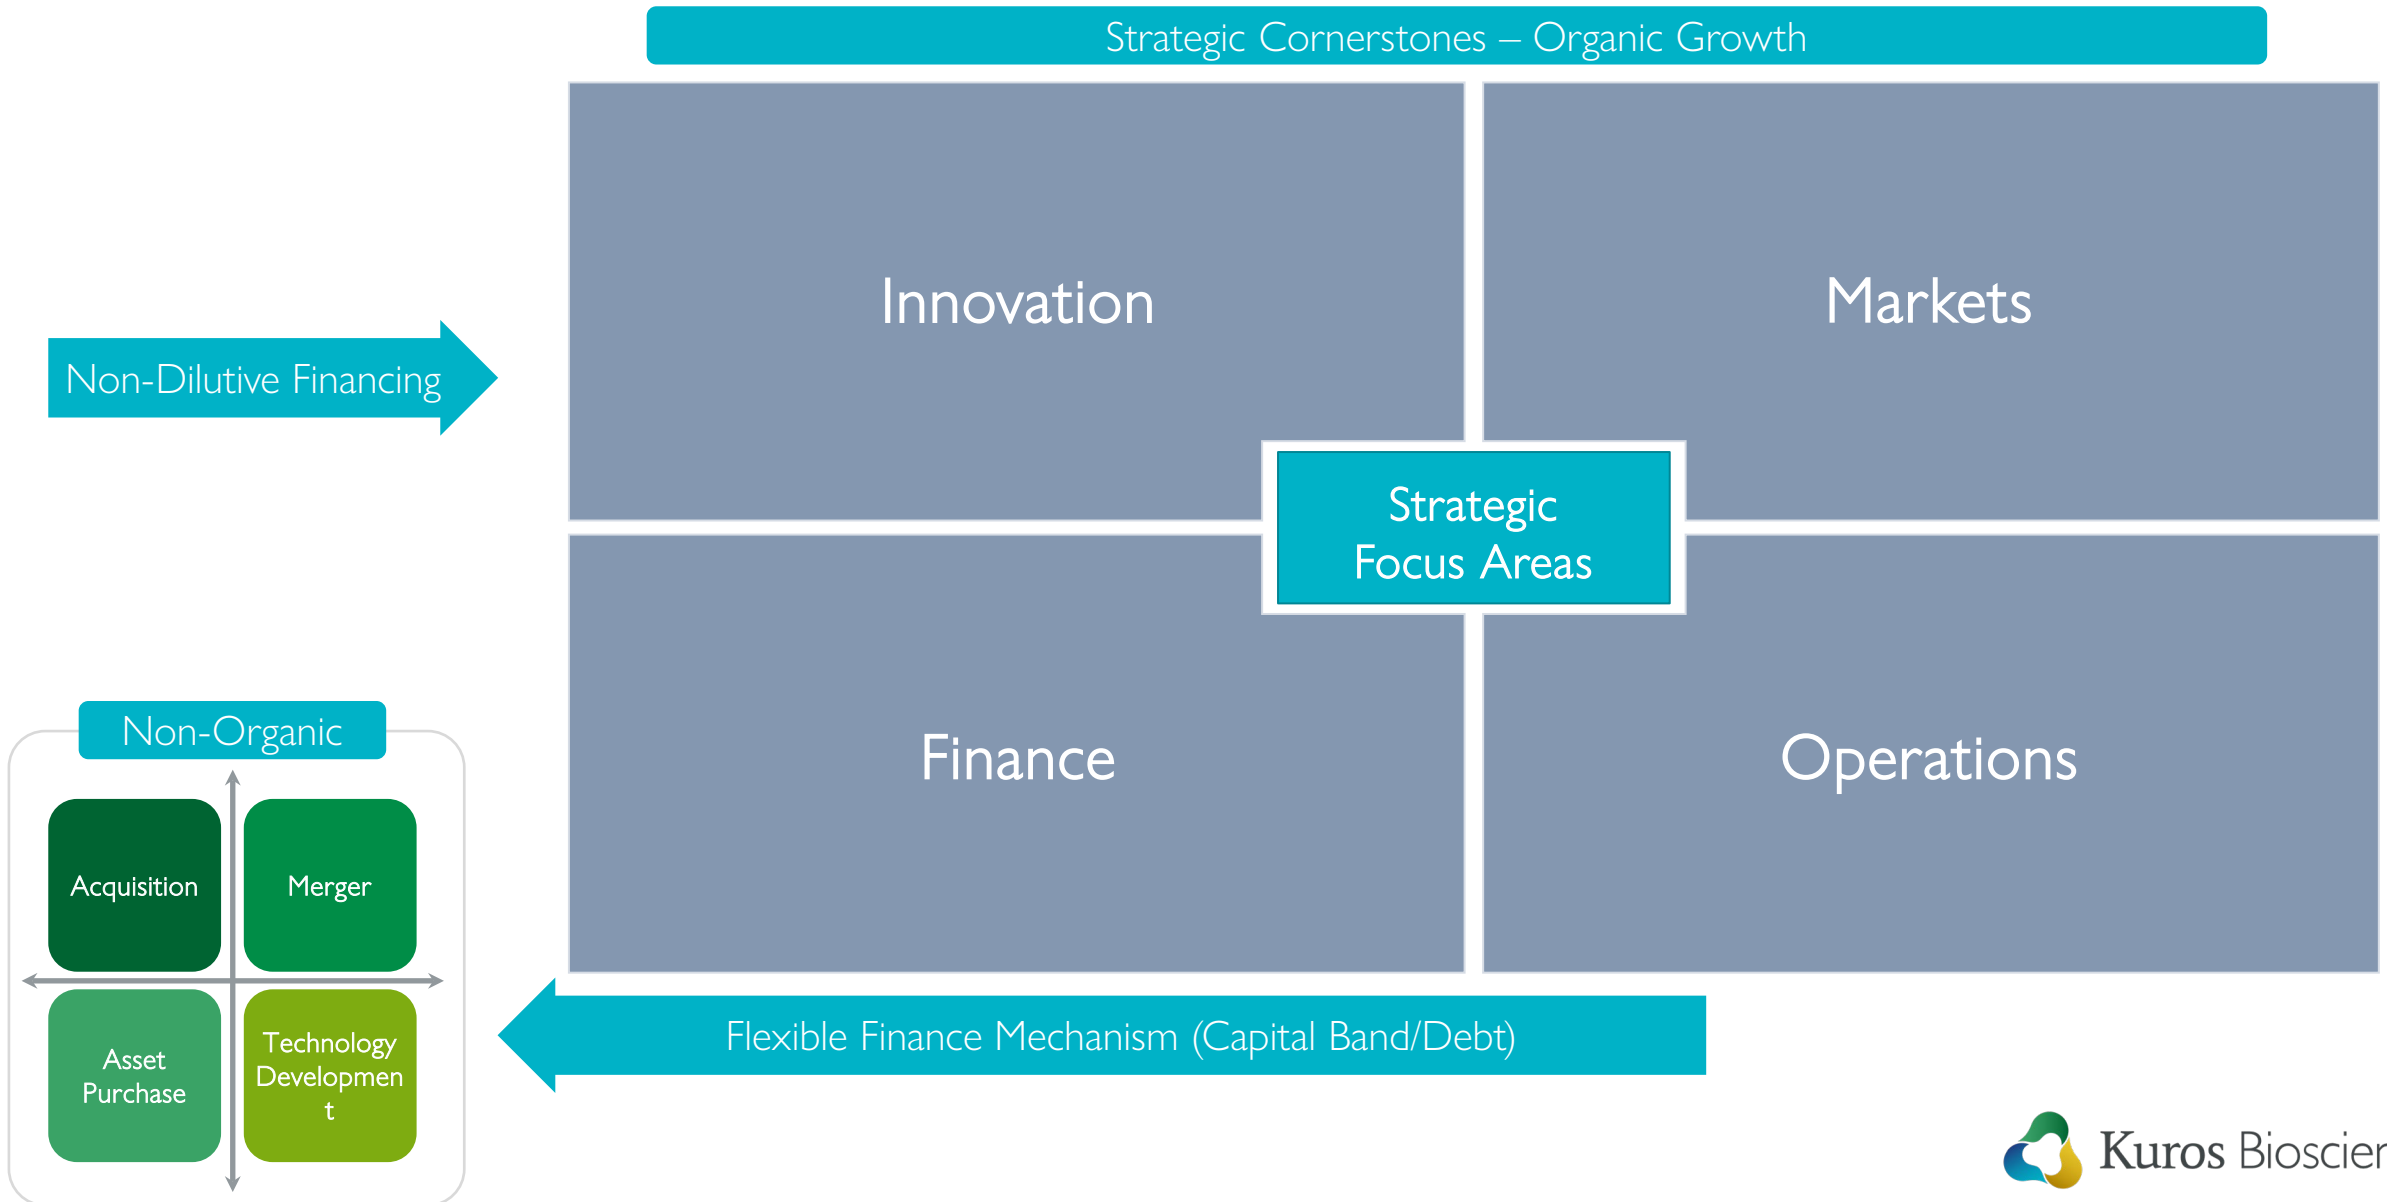 Strategic Cornerstones – Organic Growth
Innovation
Markets
Non-Dilutive Financing
Strategic
Focus Areas
Finance
Operations
Non-Organic
Acquisition
Merger
Asset
Purchase
Technology
Developmen
t
Flexible Finance Mechanism (Capital Band/Debt)
Kuros Bioscier